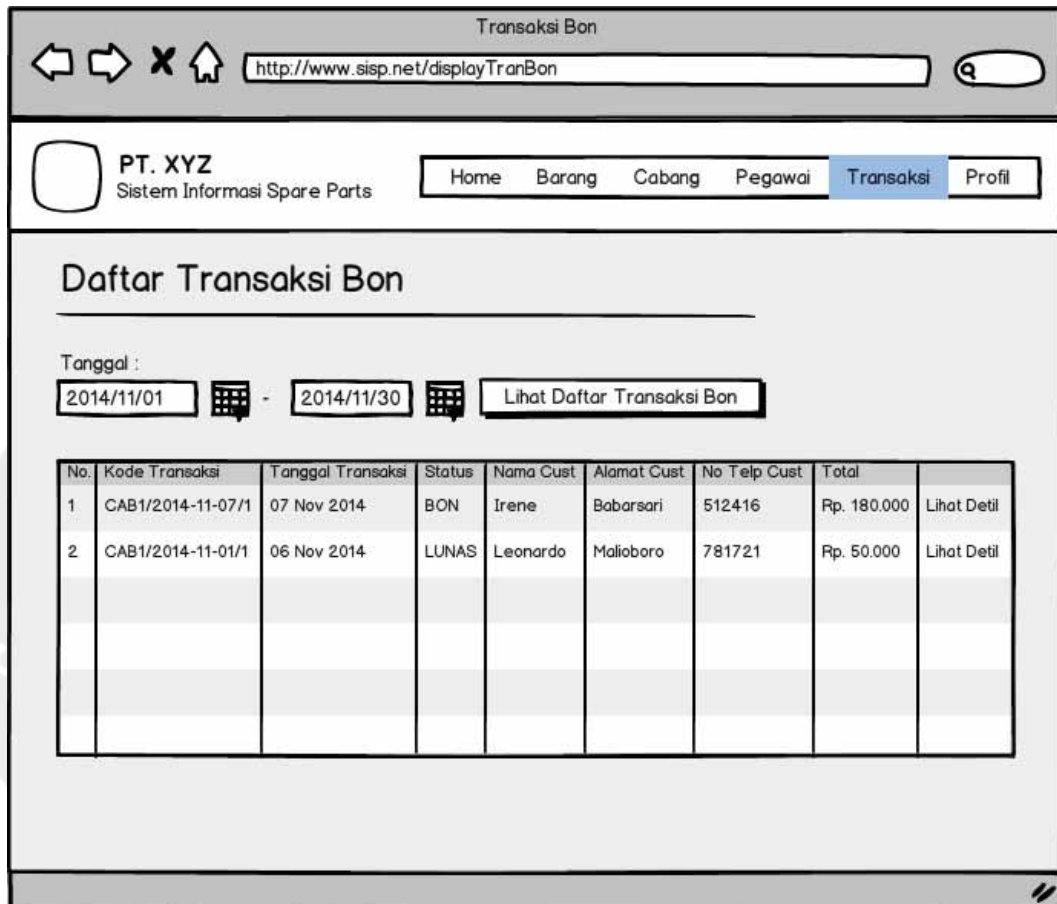 Transaksi Bon
http://www.sisp.net/displayTranBon
PT. XYZ
Sistem Informasi Spare Parts
Home Barang Cabang Pegawai Transaksi Profil
Daftar Transaksi Bon
Tanggal :
2014/11/01 - 2014/11/30 Lihat Daftar Transaksi Bon
No. Kode Transaksi Tanggal Transaksi Status Nama Cust Alamat Cust No Telp Cust Total
1 CAB1/2014-11-07/1 07 Nov 2014 BON Irene Babarsari 512416 Rp. 180.000 Lihat Detil
2 CAB1/2014-11-01/1 06 Nov 2014 LUNAS Leonardo Malioboro 781721 Rp. 50.000 Lihat Detil